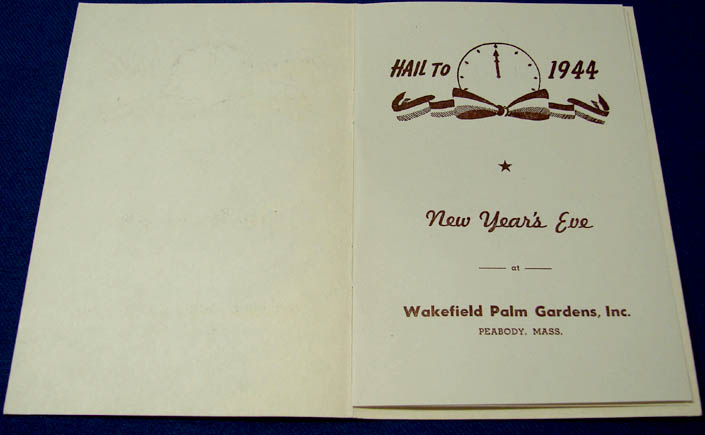 HAIL TO 1944
New Year's Eve
at
Wakefield Palm Gardens, Inc.
PEABODY, MASS.